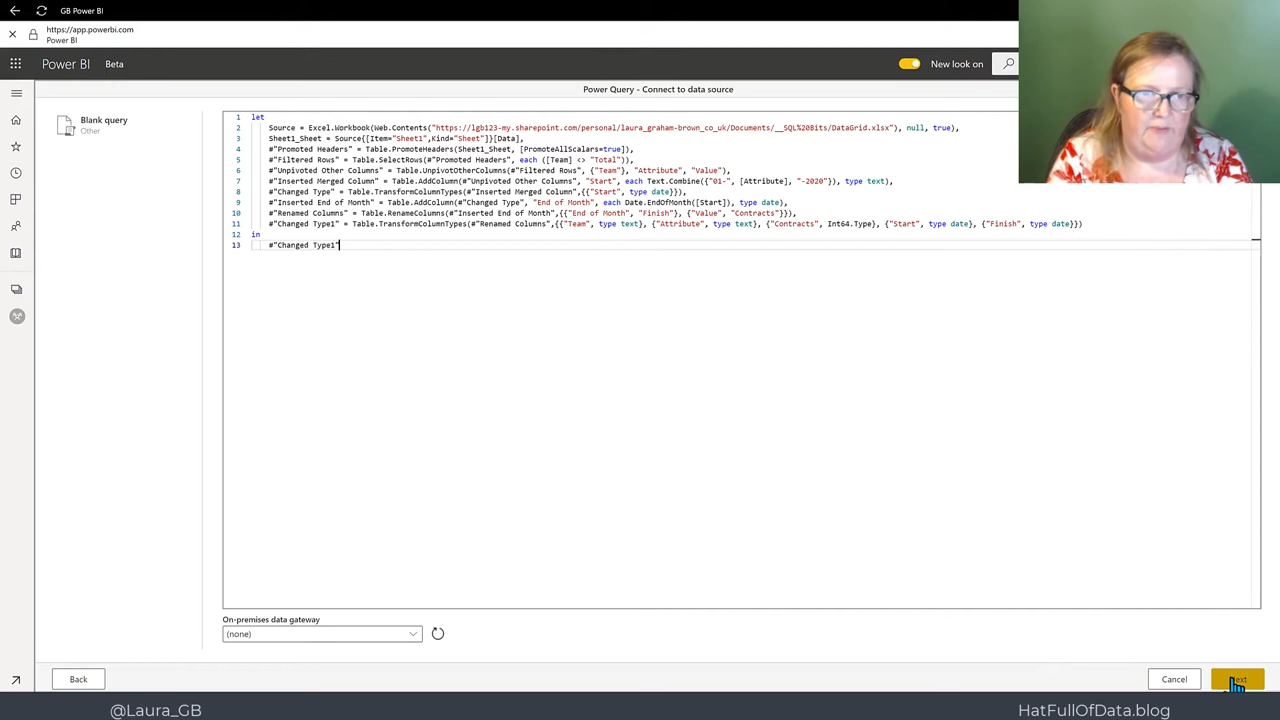 GB Power BI
https://app.powerbi.com
Power BI
Power BI Beta New look on
Power Query - Connect to data source
Blank query
Other
1 let
2 Source = Excel.Workbook(Web.Contents("https://lgb123-my.sharepoint.com/personal/laura_graham-brown_co_uk/Documents/__SQL%20Bits/DataGrid.xlsx"), null, true),
3 Sheet1_Sheet = Source{[Item="Sheet1",Kind="Sheet"]}[Data],
4 #"Promoted Headers" = Table.PromoteHeaders(Sheet1_Sheet, [PromoteAllScalars=true]),
5 #"Filtered Rows" = Table.SelectRows(#"Promoted Headers", each ([Team] <> "Total")),
6 #"Unpivoted Other Columns" = Table.UnpivotOtherColumns(#"Filtered Rows", {"Team"}, "Attribute", "Value"),
7 #"Inserted Merged Column" = Table.AddColumn(#"Unpivoted Other Columns", "Start", each Text.Combine({"01-", [Attribute], "-2020"}), type text),
8 #"Changed Type" = Table.TransformColumnTypes(#"Inserted Merged Column",{{"Start", type date}}),
9 #"Inserted End of Month" = Table.AddColumn(#"Changed Type", "End of Month", each Date.EndOfMonth([Start]), type date),
10 #"Renamed Columns" = Table.RenameColumns(#"Inserted End of Month",{{"End of Month", "Finish"}, {"Value", "Contracts"}}),
11 #"Changed Type1" = Table.TransformColumnTypes(#"Renamed Columns",{{"Team", type text}, {"Attribute", type text}, {"Contracts", Int64.Type}, {"Start", type date}, {"Finish", type date}})
12 in
13 #"Changed Type1"
On-premises data gateway
(none)
Back Cancel
@Laura_GB HatFullOfData.blog